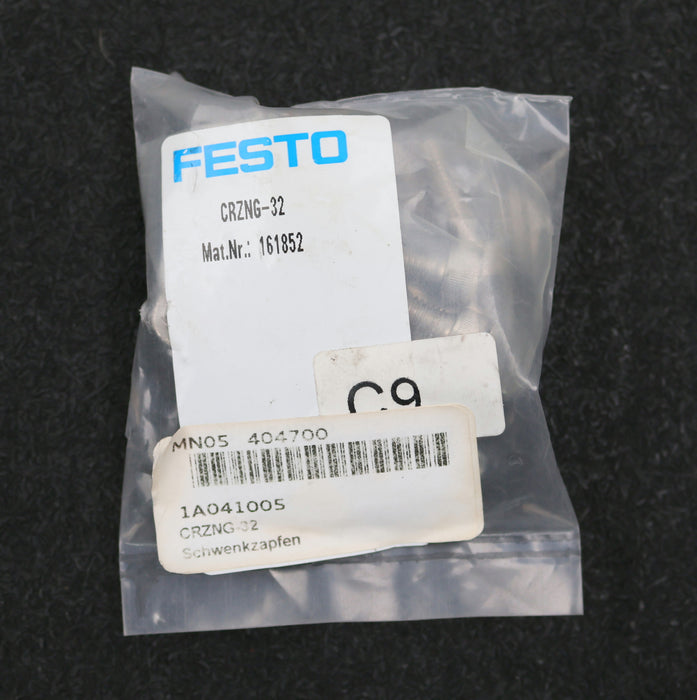 FESTO
CRZNG-32
Mat.Nr.: 161852
C9
MN05 404700
1A041005
CRZNG-32
Schwenkzapfen